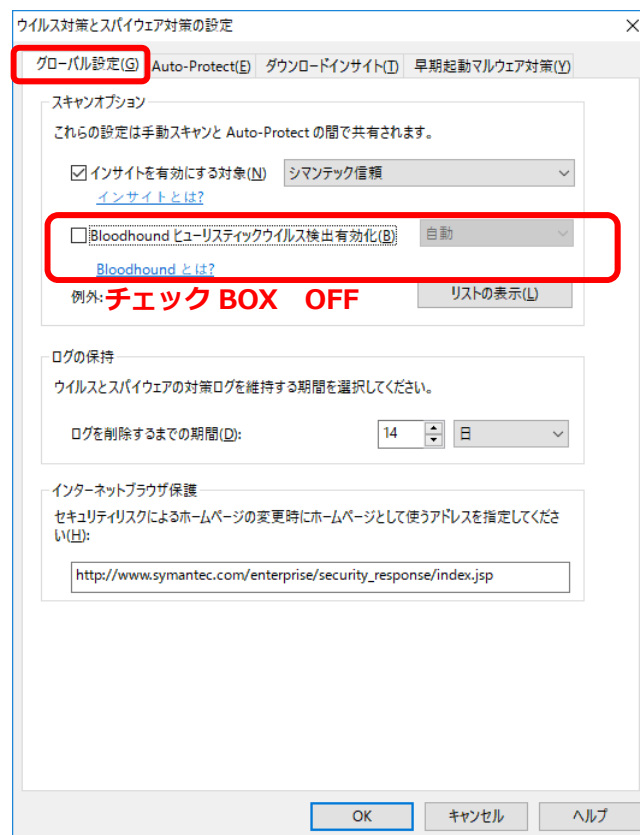 ウイルス対策とスパイウェア対策の設定
グローバル設定(G) Auto-Protect(E) ダウンロードインサイト(T) 早期起動マルウェア対策(Y)
スキャンオプション
これらの設定は手動スキャンと Auto-Protect の間で共有されます。
インサイトを有効にする対象(N) シマンテック信頼
インサイトとは?
Bloodhound ヒューリスティックウイルス検出有効化(B) 自動
Bloodhound とは?
例外: チェック BOX OFF リストの表示(L)
ログの保持
ウイルスとスパイウェアの対策ログを維持する期間を選択してください。
ログを削除するまでの期間(D): 14 日
インターネットブラウザ保護
セキュリティリスクによるホームページの変更時にホームページとして使うアドレスを指定してくださ
い(H):
http://www.symantec.com/enterprise/security_response/index.jsp
OK キャンセル ヘルプ